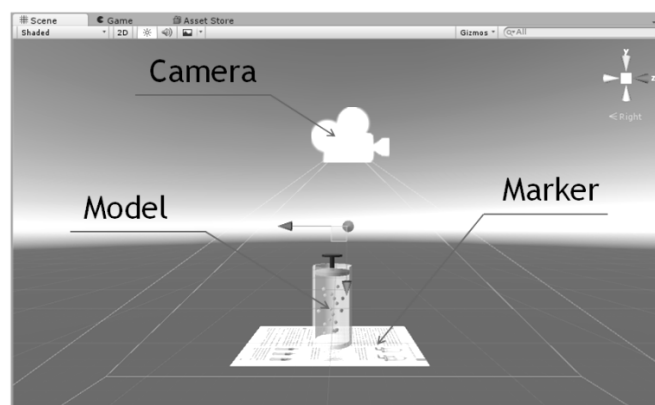 Scene Game Asset Store
Shaded 2D Gizmos All
Camera
y
z
Right
Marker
Model